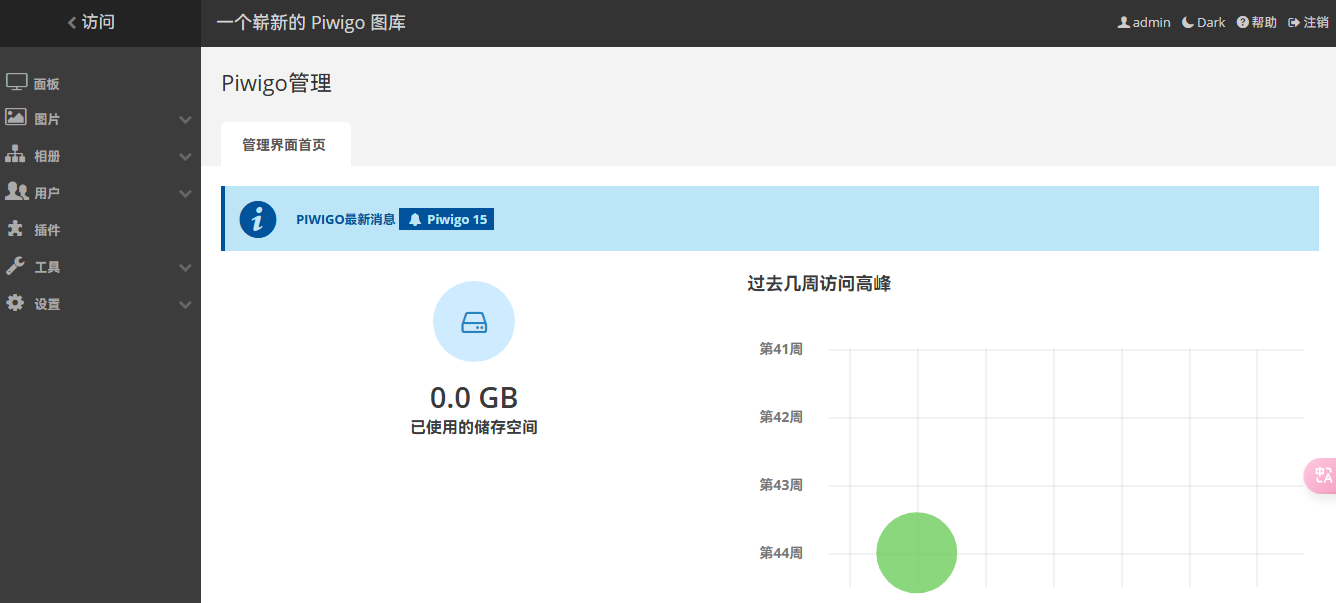 访问
一个崭新的 Piwigo 图库
admin Dark 帮助 注销
面板
图片
相册
用户
插件
工具
设置
Piwigo管理
管理界面首页
PIWIGO最新消息 Piwigo 15
0.0 GB
已使用的储存空间
过去几周访问高峰
第41周
第42周
第43周
第44周
中A